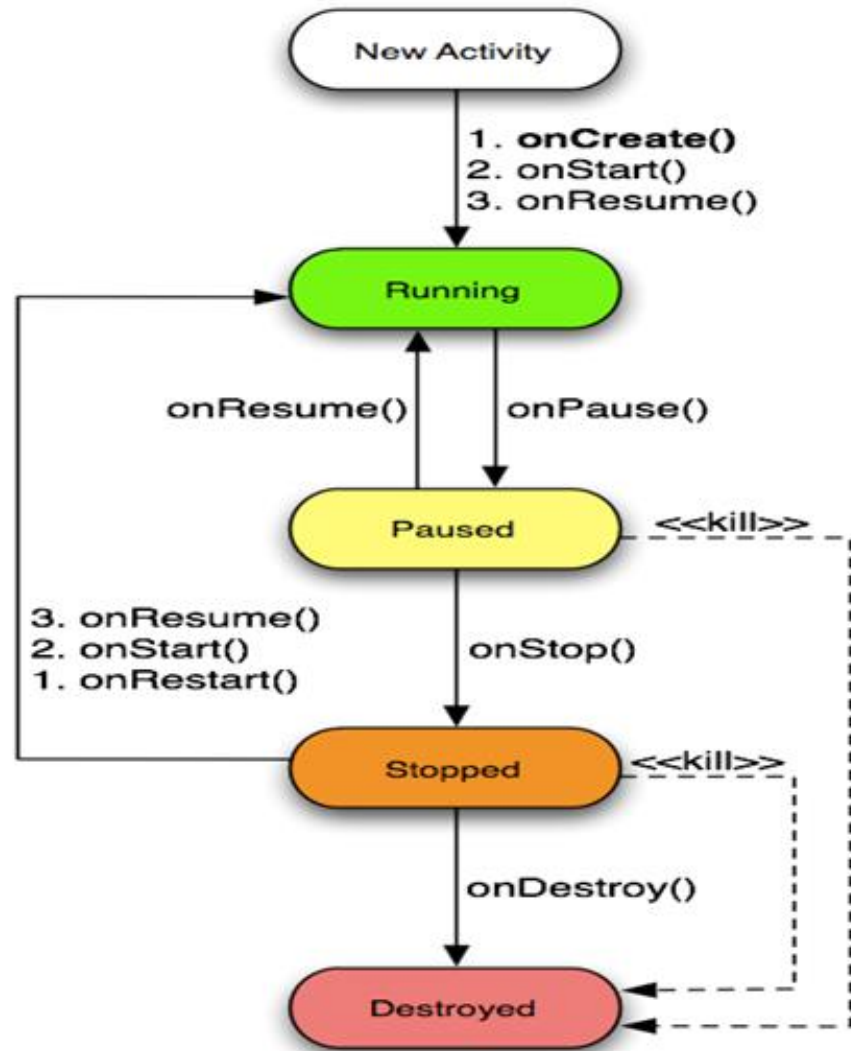 New Activity
1. onCreate()
2. onStart()
3. onResume()
Running
onResume()
onPause()
Paused
<<kill>>
3. onResume()
2. onStart()
1. onRestart()
onStop()
Stopped
<<kill>>
onDestroy()
Destroyed